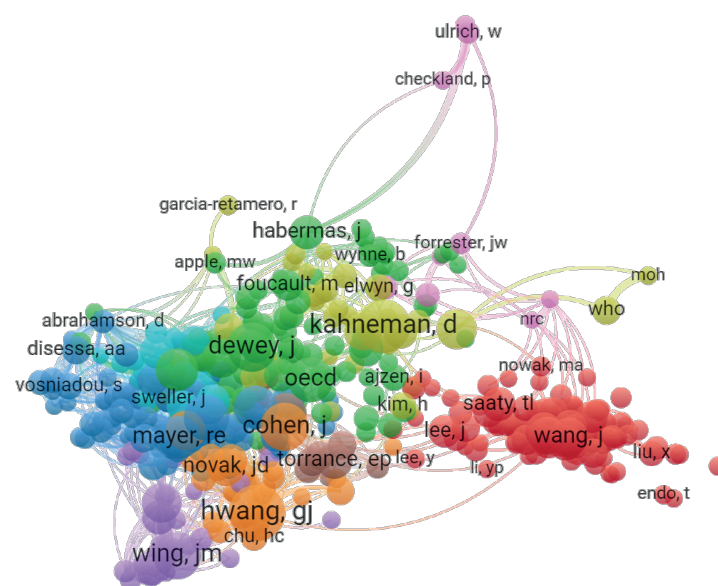 ulrich, w
checkland, p
garcia-retamero, r
habermas, j
forrester, jw
wynne, b
apple, mw
moh
foucault, m
elwyn, g
who
nrc
abrahamson, d
kahneman, d
dewey, j
disessa, aa
nowak, ma
oecd
ajzen, i
vosniadou, s
sweller, j
kim, h
saaty, tl
cohen, j
lee, j
mayer, re
wang, j
liu, x
torrance, ep
lee, y
novak, jd
li, yp
endo, t
hwang, gj
chu, hc
wing, jm